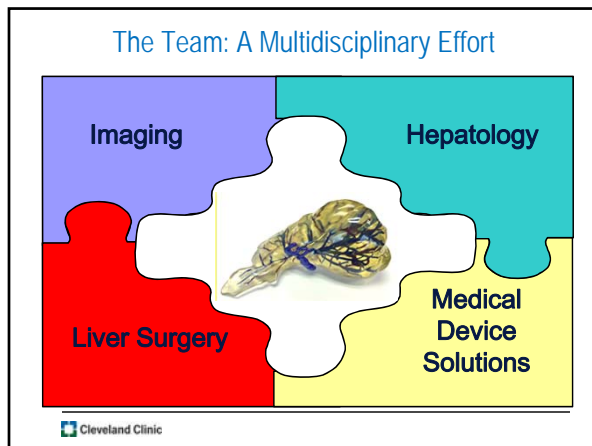 The Team: A Multidisciplinary Effort
Imaging
Hepatology
Liver Surgery
Medical
Device
Solutions
Cleveland Clinic